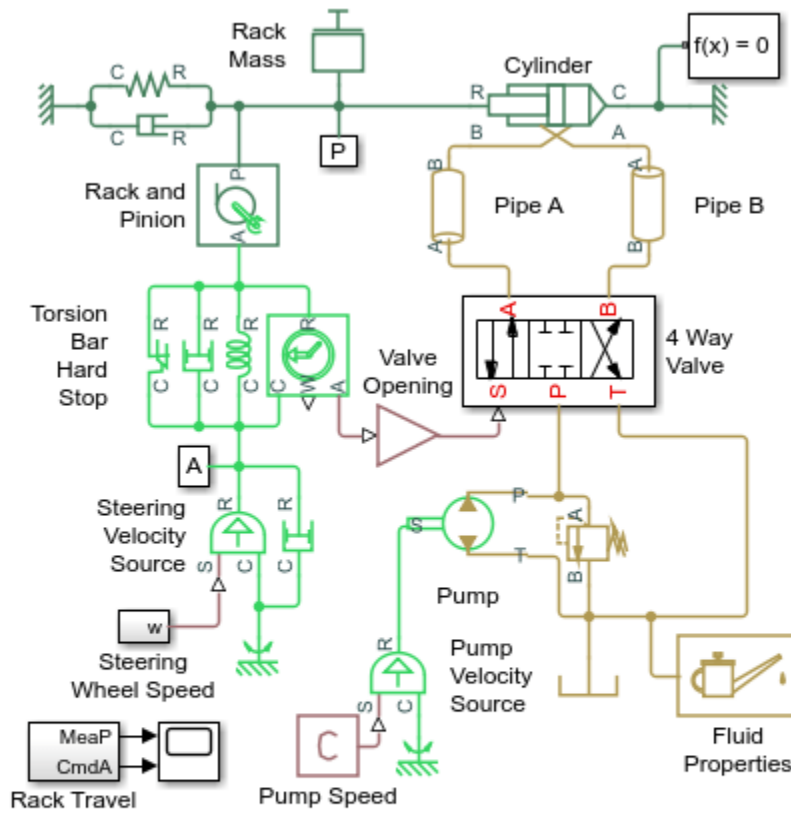 Rack
Mass
f(x) = 0
Cylinder
C R
R C
C R
B A
P
P
B A
Rack and
Pinion
Pipe A
Pipe B
A
A B
Torsion
Bar
Hard
Stop
R R R R
C C C C W A
Valve
Opening
A B
S P T
4 Way
Valve
A
Steering
Velocity
Source
R R
S C C
S P
T
A
B
Pump
w
Steering
Wheel Speed
R
S C
Pump
Velocity
Source
C
Pump Speed
MeaP
CmdA
Rack Travel
Fluid
Properties